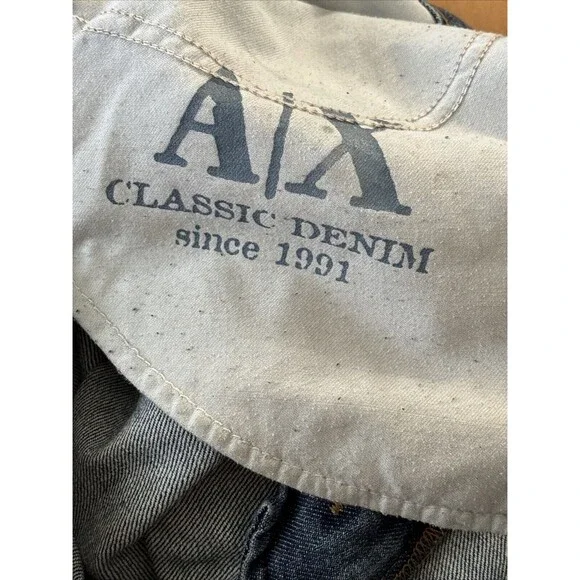 A|X
CLASSIC DENIM
since 1991